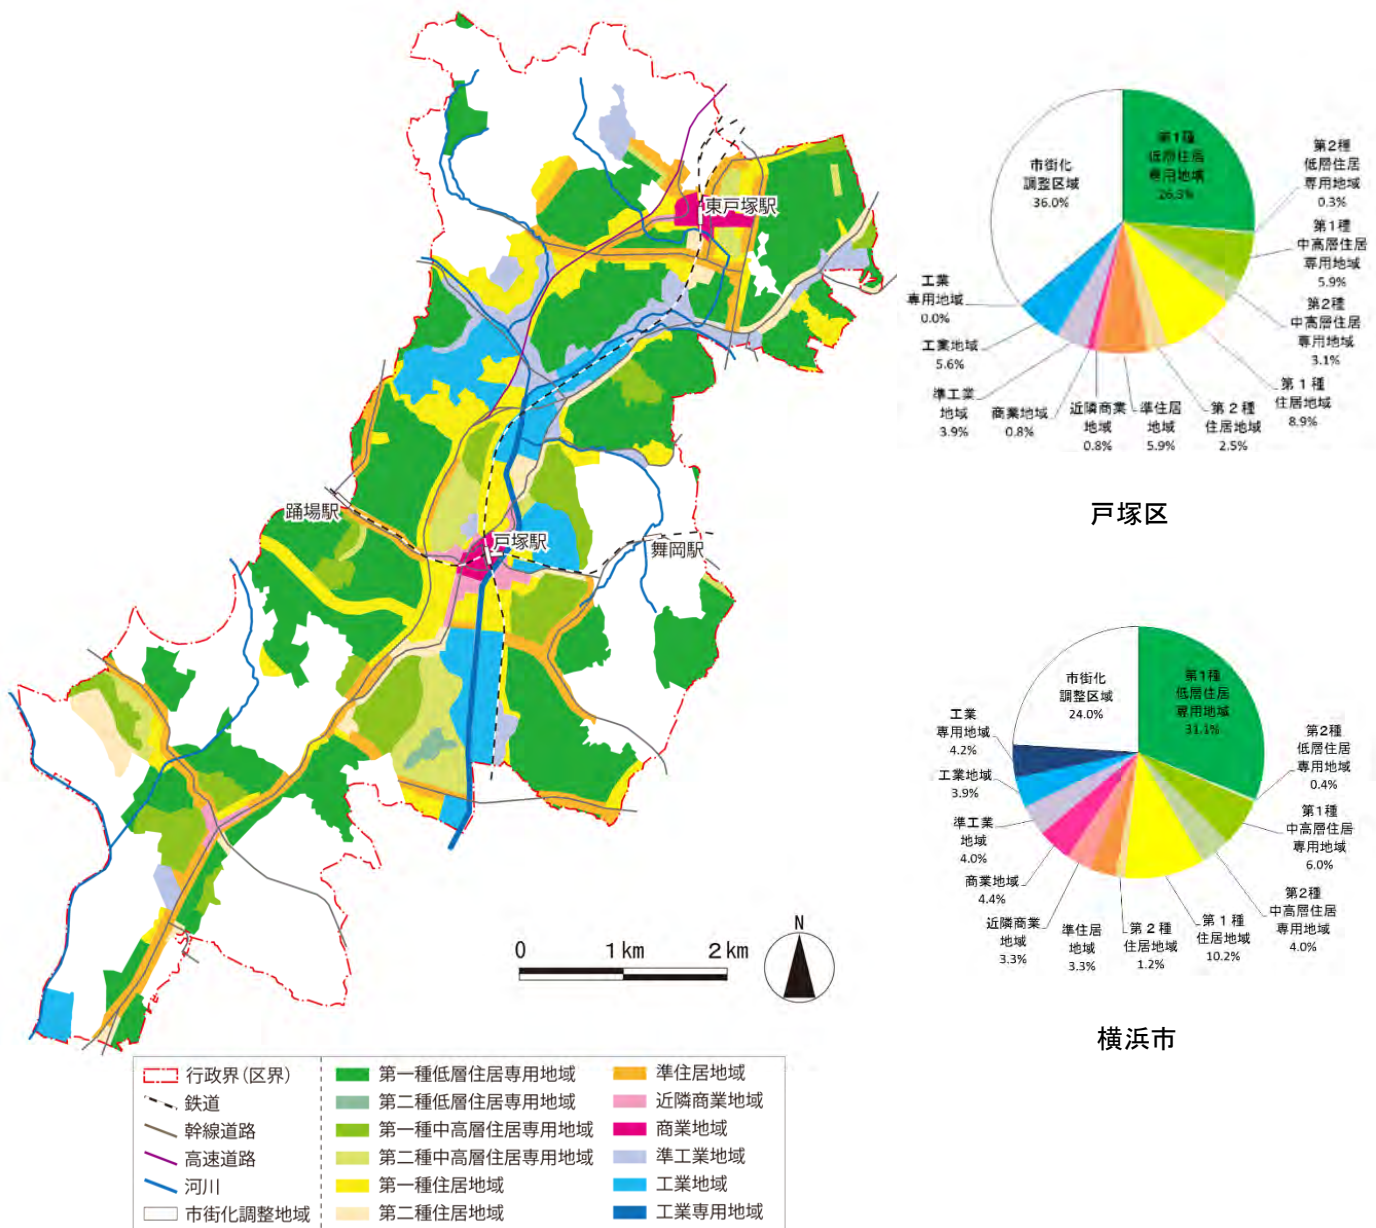 東戸塚駅
踊場駅
戸塚駅
舞岡駅
0
1 km
2 km
N
行政界(区界)
鉄道
幹線道路
高速道路
河川
市街化調整地域
第一種低層住居専用地域
第二種低層住居専用地域
第一種中高層住居専用地域
第二種中高層住居専用地域
第一種住居地域
第二種住居地域
準住居地域
近隣商業地域
商業地域
準工業地域
工業地域
工業専用地域
市街化
調整区域
36.0%
第1種
低層住居
専用地域
26.3%
第2種
低層住居
専用地域
0.3%
第1種
中高層住居
専用地域
5.9%
第2種
中高層住居
専用地域
3.1%
第１種
住居地域
8.9%
第２種
住居地域
2.5%
準住居
地域
5.9%
近隣商業
地域
0.8%
商業地域
0.8%
準工業
地域
3.9%
工業地域
5.6%
工業
専用地域
0.0%
戸塚区
市街化
調整区域
24.0%
第1種
低層住居
専用地域
31.1%
第2種
低層住居
専用地域
0.4%
第1種
中高層住居
専用地域
6.0%
第2種
中高層住居
専用地域
4.0%
第１種
住居地域
10.2%
第２種
住居地域
1.2%
準住居
地域
3.3%
近隣商業
地域
3.3%
商業地域
4.4%
準工業
地域
4.0%
工業地域
3.9%
工業
専用地域
4.2%
横浜市